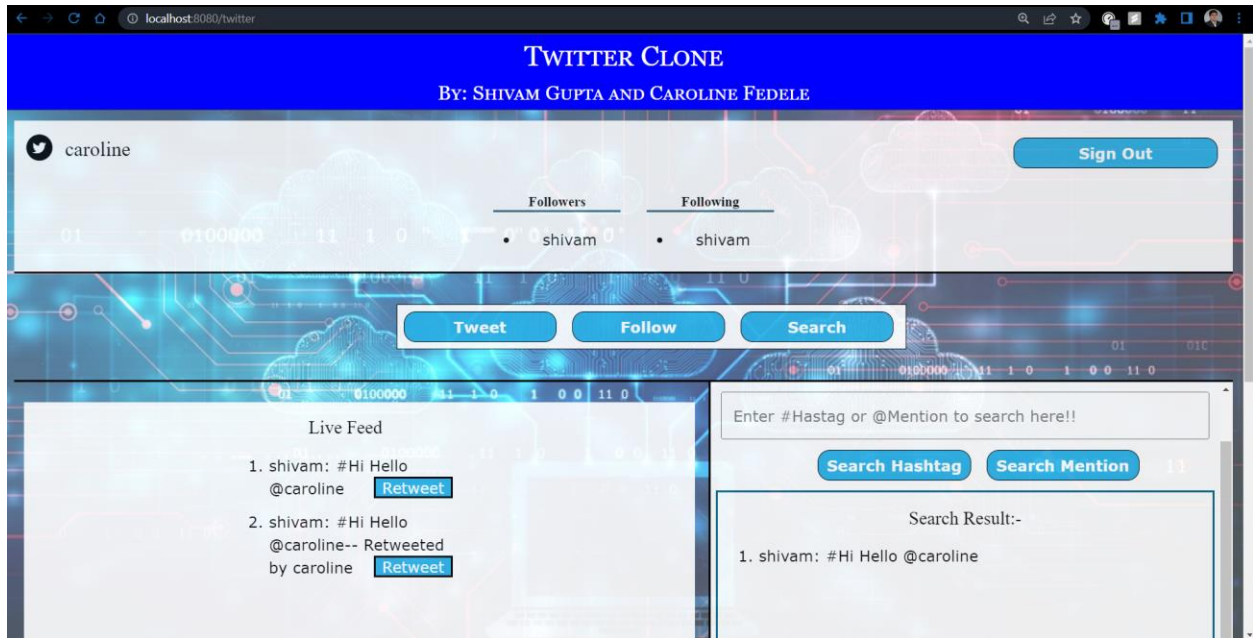 localhost:8080/twitter
TWITTER CLONE
BY: SHIVAM GUPTA AND CAROLINE FEDELE
caroline
Sign Out
Followers
Following
shivam
shivam
Tweet
Follow
Search
Live Feed
1. shivam: #Hi Hello
@caroline Retweet
2. shivam: #Hi Hello
@caroline-- Retweeted
by caroline Retweet
Enter #Hastag or @Mention to search here!!
Search Hashtag
Search Mention
Search Result:-
1. shivam: #Hi Hello @caroline